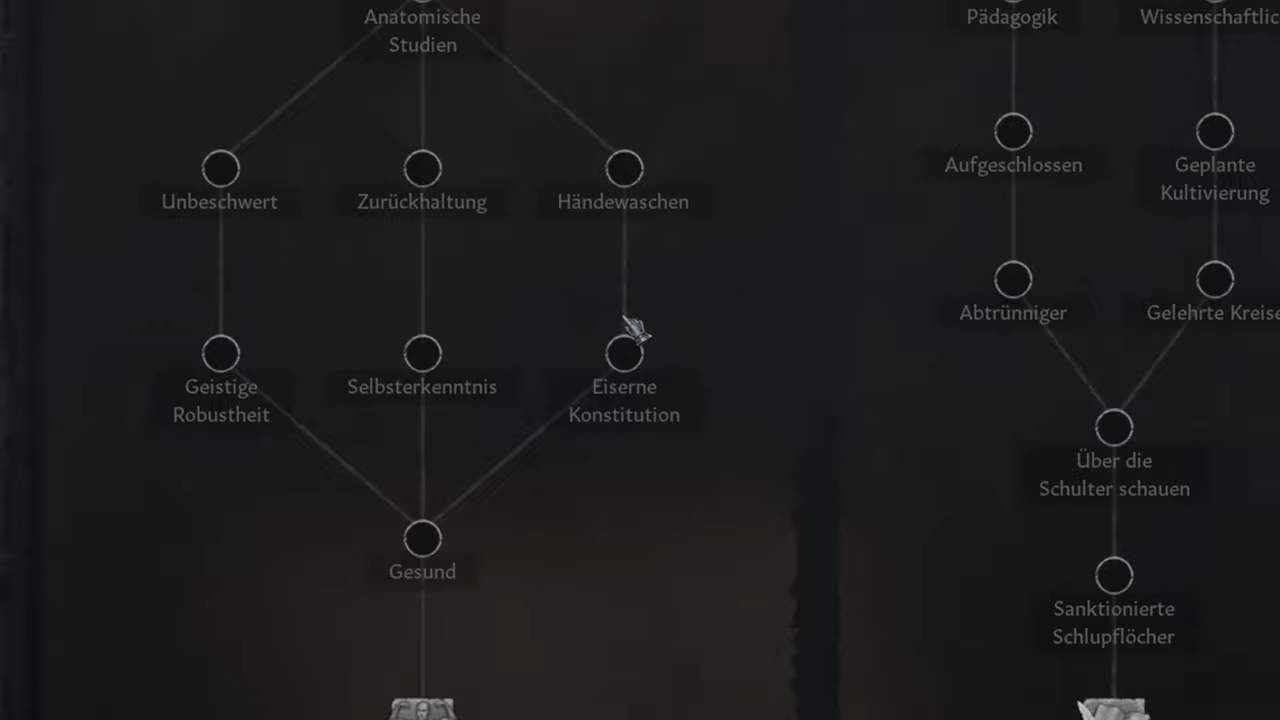 Anatomische
Studien
Unbeschwert
Zurückhaltung
Händewaschen
Geistige
Robustheit
Selbsterkenntnis
Eiserne
Konstitution
Gesund
Pädagogik
Aufgeschlossen
Geplante
Kultivierung
Abtrünniger
Gelehrte Kreise
Über die
Schulter schauen
Sanktionierte
Schlupflöcher